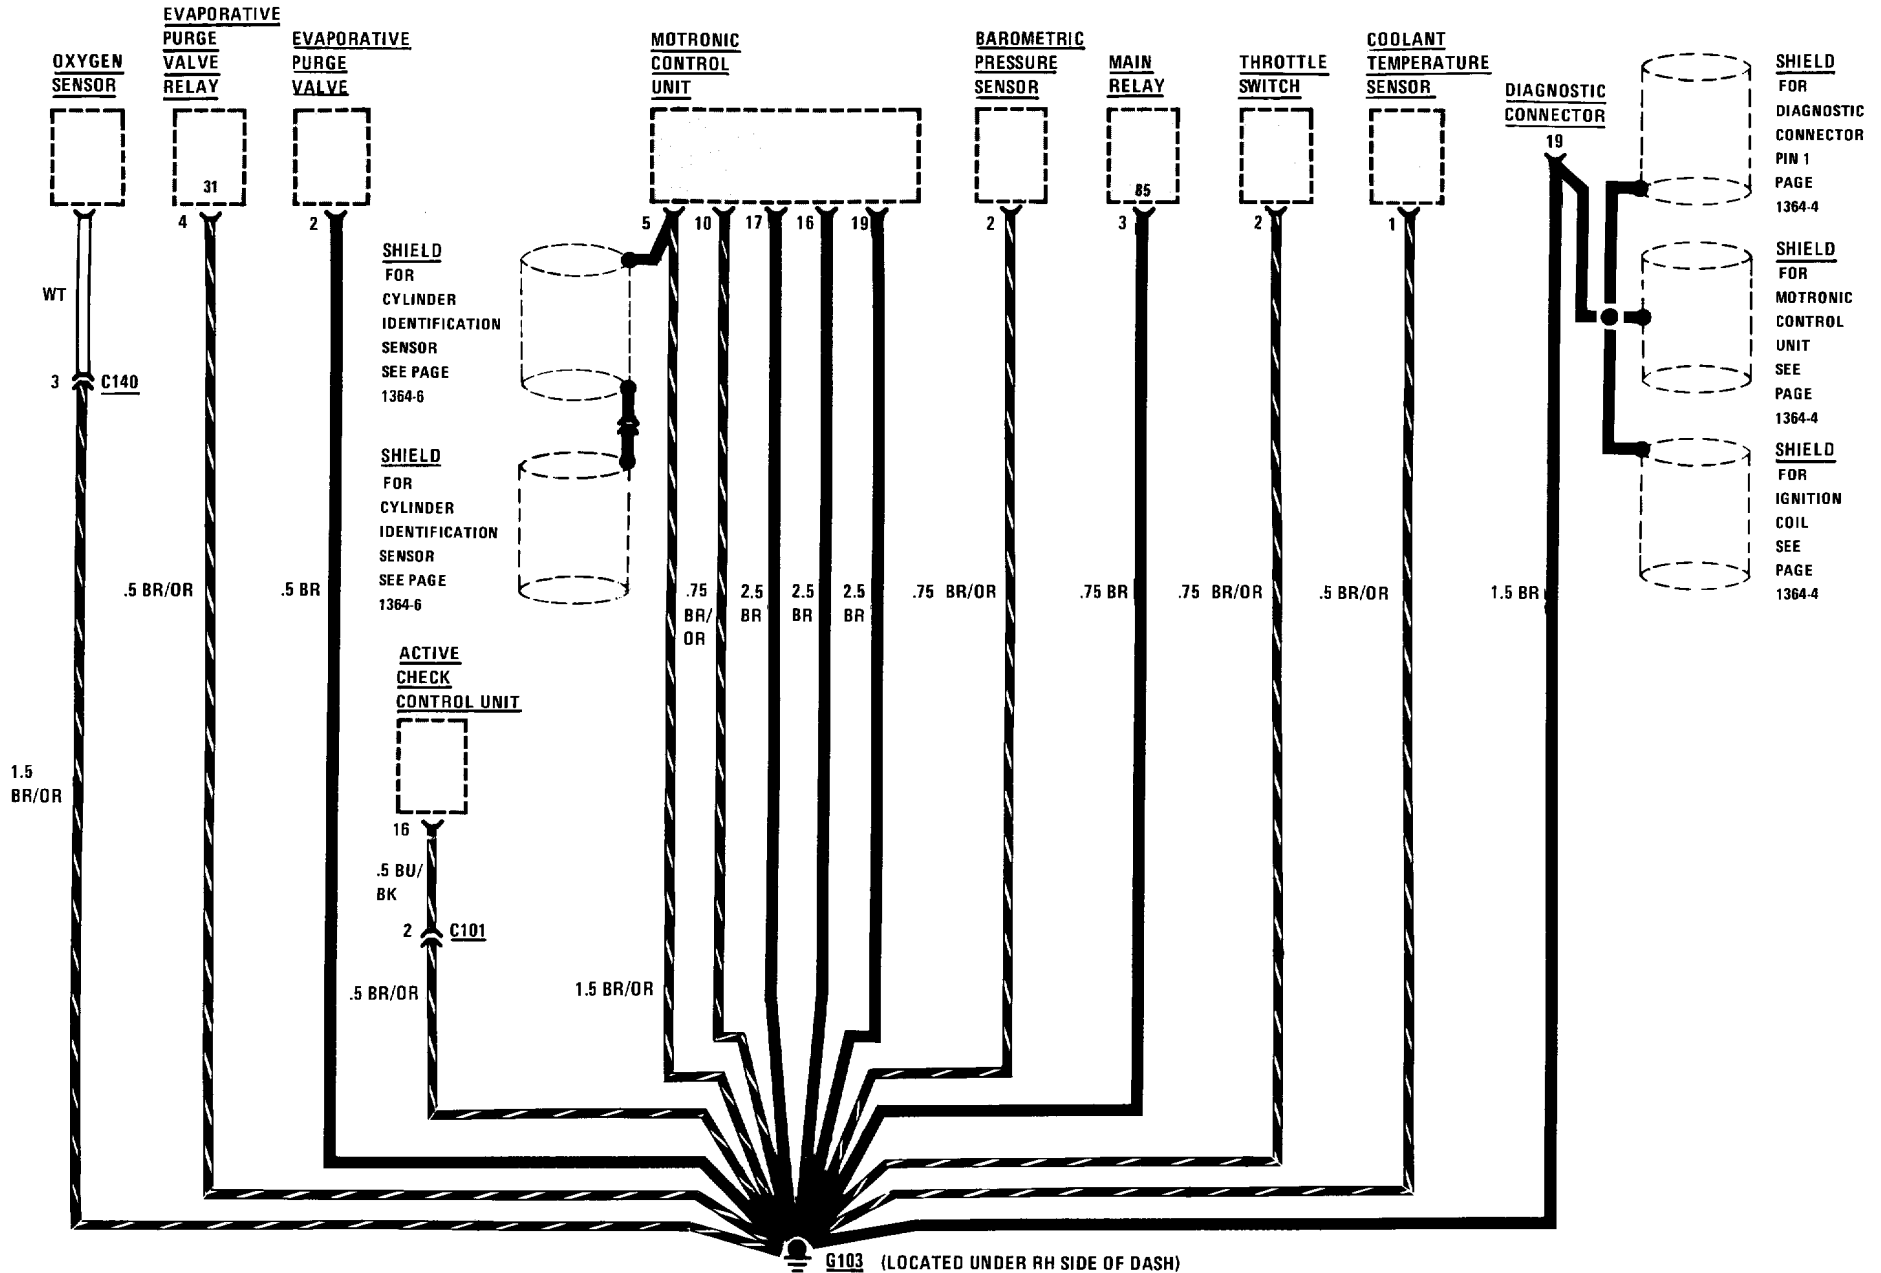 OXYGEN
SENSOR
EVAPORATIVE
PURGE
VALVE
RELAY
EVAPORATIVE
PURGE
VALVE
MOTRONIC
CONTROL
UNIT
BAROMETRIC
PRESSURE
SENSOR
MAIN
RELAY
THROTTLE
SWITCH
COOLANT
TEMPERATURE
SENSOR
DIAGNOSTIC
CONNECTOR
19
SHIELD
FOR
DIAGNOSTIC
CONNECTOR
PIN 1
PAGE
1364-4
31
85
4
2
5
10
17
16
19
2
3
2
1
WT
3
C140
SHIELD
FOR
CYLINDER
IDENTIFICATION
SENSOR
SEE PAGE
1364-6
SHIELD
FOR
MOTRONIC
CONTROL
UNIT
SEE
PAGE
1364-4
SHIELD
FOR
CYLINDER
IDENTIFICATION
SENSOR
SEE PAGE
1364-6
SHIELD
FOR
IGNITION
COIL
SEE
PAGE
1364-4
.5 BR/OR
.5 BR
.75
BR/
OR
2.5
BR
2.5
BR
2.5
BR
.75 BR/OR
.75 BR
.75 BR/OR
.5 BR/OR
1.5 BR
ACTIVE
CHECK
CONTROL UNIT
1.5
BR/OR
16
.5 BU/
BK
2
C101
.5 BR/OR
1.5 BR/OR
G103 (LOCATED UNDER RH SIDE OF DASH)